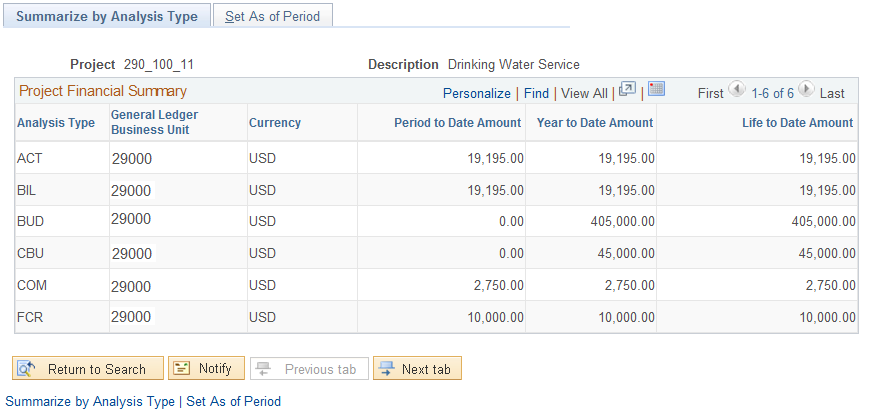 Summarize by Analysis Type Set As of Period
Project 290_100_11 Description Drinking Water Service
Project Financial Summary Personalize | Find | View All | | First 1-6 of 6 Last
Analysis Type General Ledger Business Unit Currency Period to Date Amount Year to Date Amount Life to Date Amount
ACT 29000 USD 19,195.00 19,195.00 19,195.00
BIL 29000 USD 19,195.00 19,195.00 19,195.00
BUD 29000 USD 0.00 405,000.00 405,000.00
CBU 29000 USD 0.00 45,000.00 45,000.00
COM 29000 USD 2,750.00 2,750.00 2,750.00
FCR 29000 USD 10,000.00 10,000.00 10,000.00
Return to Search Notify Previous tab Next tab
Summarize by Analysis Type | Set As of Period